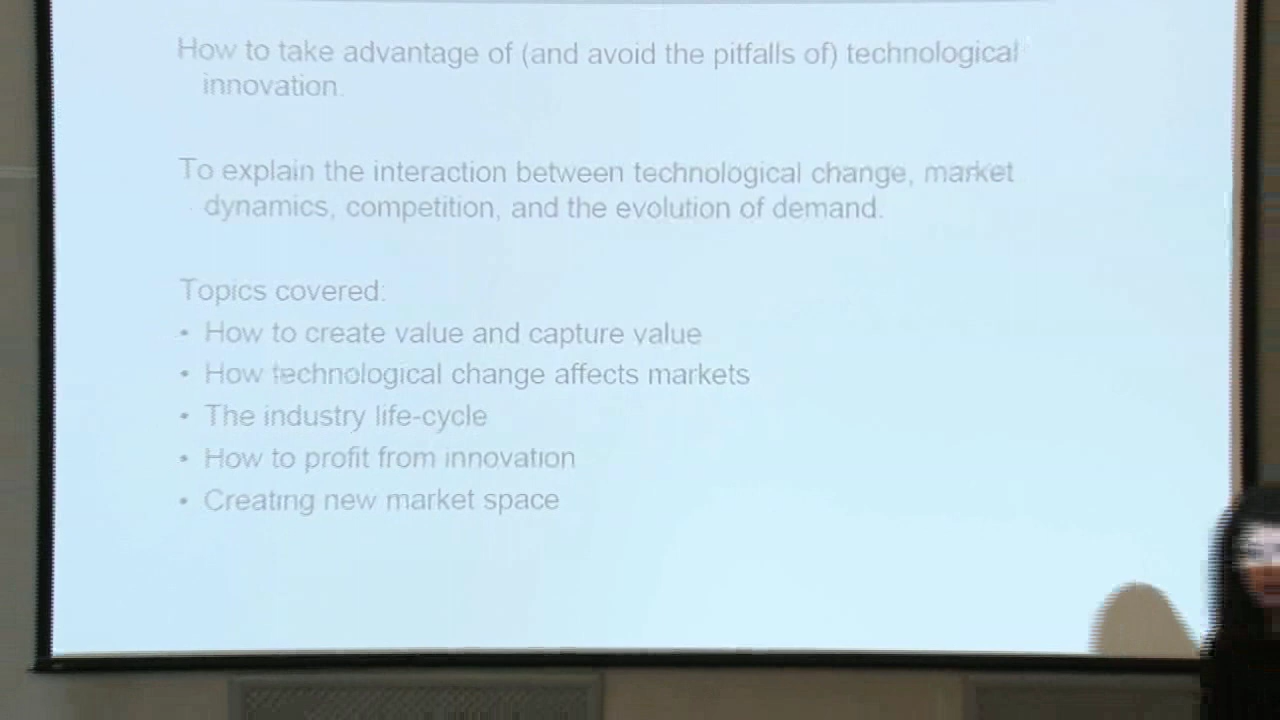 How to take advantage of (and avoid the pitfalls of) technological
innovation.
To explain the interaction between technological change, market
dynamics, competition, and the evolution of demand.
Topics covered:
• How to create value and capture value
• How technological change affects markets
• The industry life-cycle
• How to profit from innovation
• Creating new market space